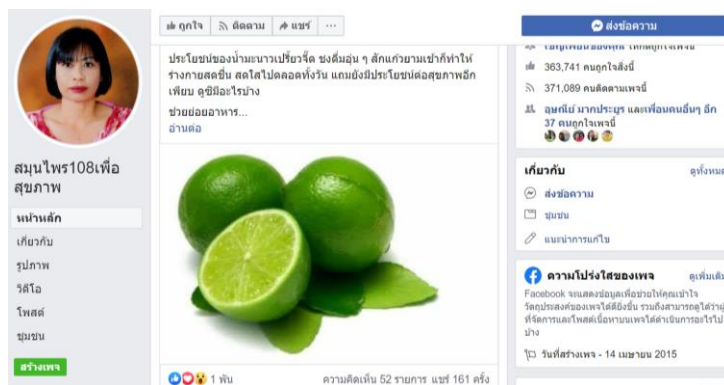 ถูกใจ ติดตาม แชร์ ...
ส่งข้อความ
ประโยชน์ของน้ำมะนาวเปรี้ยวจี๊ด ชงดื่มอุ่น ๆ สักแก้วยามเช้าก็ทำให้
ร่างกายสดชื่น สดใสไปตลอดทั้งวัน แถมยังมีประโยชน์ต่อสุขภาพอีก
เพียบ ดูซิมีอะไรบ้าง
ช่วยย่อยอาหาร...
อ่านต่อ
สมุนไพร108เพื่อ
สุขภาพ
หน้าหลัก
เกี่ยวกับ
รูปภาพ
วิดีโอ
โพสต์
ชุมชน
สร้างเพจ
1 พัน ความคิดเห็น 52 รายการ แชร์ 161 ครั้ง
363,741 คนถูกใจสิ่งนี้
371,089 คนติดตามเพจนี้
อุษณีย์ มากประยูร และเพื่อนคนอื่นๆ อีก
37 คนถูกใจเพจนี้
เกี่ยวกับ ดูทั้งหมด
ส่งข้อความ
ชุมชน
แนะนำการแก้ไข
ความโปร่งใสของเพจ ดูเพิ่มเติม
Facebook จะแสดงข้อมูลเพื่อช่วยให้คุณเข้าใจ
วัตถุประสงค์ของเพจได้ดียิ่งขึ้น รวมถึงสามารถดูได้ว่าผู้
ที่จัดการและโพสต์เนื้อหาบนเพจได้ดำเนินการอะไรไป
บ้าง
วันที่สร้างเพจ - 14 เมษายน 2015